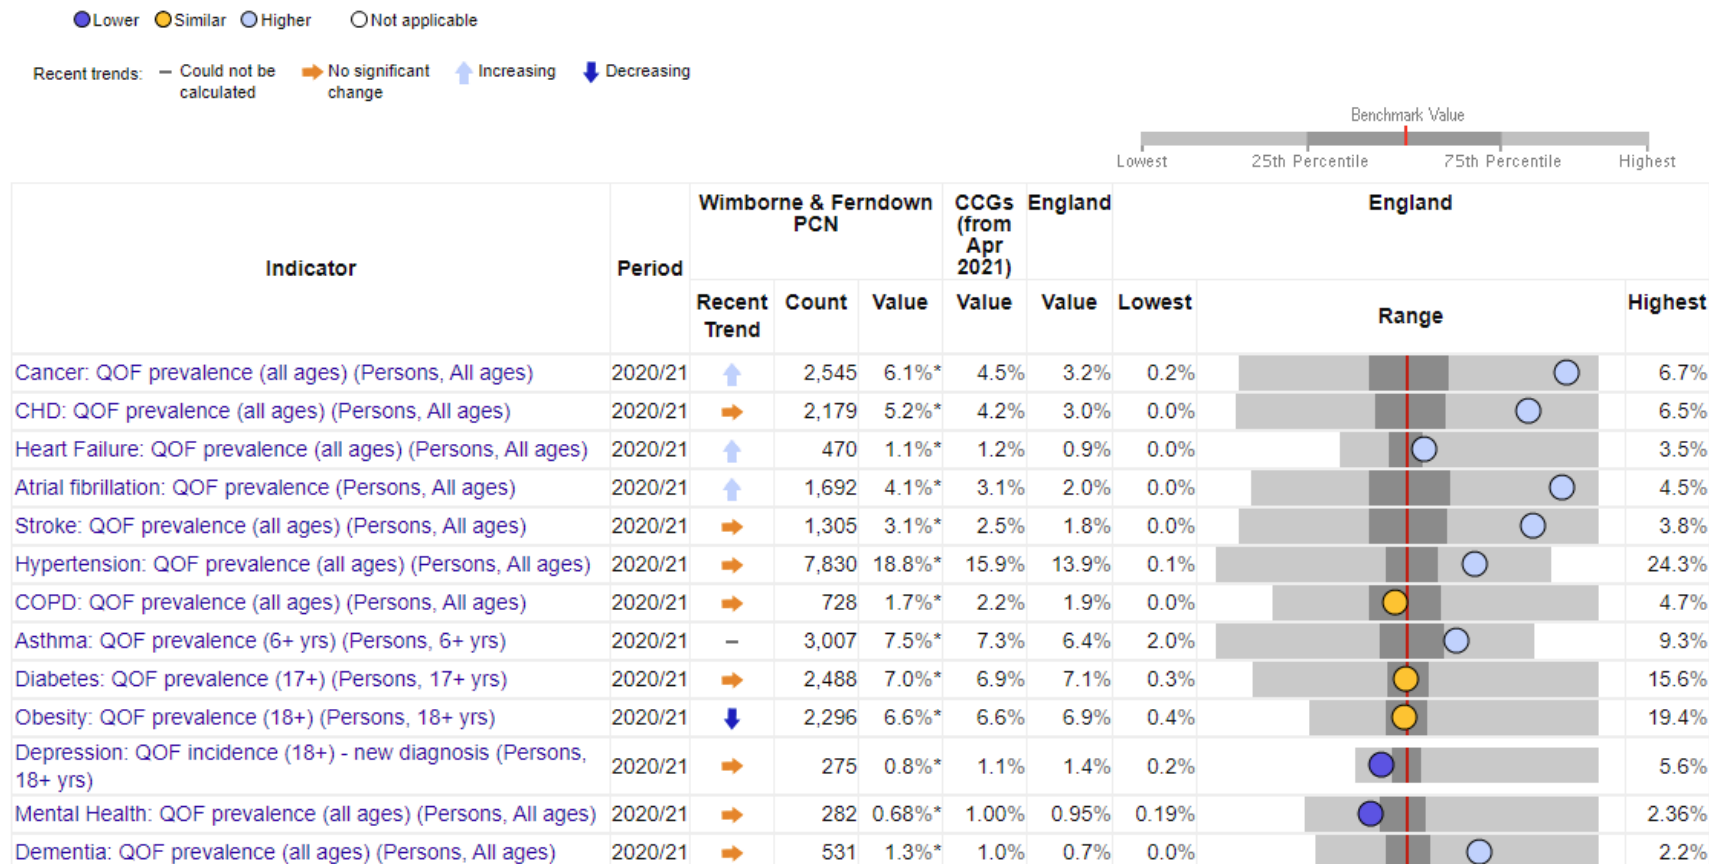 Lower Similar Higher Not applicable
Recent trends: – Could not be calculated No significant change Increasing Decreasing
Benchmark Value
Lowest 25th Percentile 75th Percentile Highest
Indicator Period Wimborne & Ferndown PCN CCGs (from Apr 2021) England England
Recent Trend Count Value Value Value Lowest Range Highest
Cancer: QOF prevalence (all ages) (Persons, All ages) 2020/21 2,545 6.1%* 4.5% 3.2% 0.2% 6.7%
CHD: QOF prevalence (all ages) (Persons, All ages) 2020/21 2,179 5.2%* 4.2% 3.0% 0.0% 6.5%
Heart Failure: QOF prevalence (all ages) (Persons, All ages) 2020/21 470 1.1%* 1.2% 0.9% 0.0% 3.5%
Atrial fibrillation: QOF prevalence (Persons, All ages) 2020/21 1,692 4.1%* 3.1% 2.0% 0.0% 4.5%
Stroke: QOF prevalence (all ages) (Persons, All ages) 2020/21 1,305 3.1%* 2.5% 1.8% 0.0% 3.8%
Hypertension: QOF prevalence (all ages) (Persons, All ages) 2020/21 7,830 18.8%* 15.9% 13.9% 0.1% 24.3%
COPD: QOF prevalence (all ages) (Persons, All ages) 2020/21 728 1.7%* 2.2% 1.9% 0.0% 4.7%
Asthma: QOF prevalence (6+ yrs) (Persons, 6+ yrs) 2020/21 – 3,007 7.5%* 7.3% 6.4% 2.0% 9.3%
Diabetes: QOF prevalence (17+) (Persons, 17+ yrs) 2020/21 2,488 7.0%* 6.9% 7.1% 0.3% 15.6%
Obesity: QOF prevalence (18+) (Persons, 18+ yrs) 2020/21 2,296 6.6%* 6.6% 6.9% 0.4% 19.4%
Depression: QOF incidence (18+) - new diagnosis (Persons,
18+ yrs) 2020/21 275 0.8%* 1.1% 1.4% 0.2% 5.6%
Mental Health: QOF prevalence (all ages) (Persons, All ages) 2020/21 282 0.68%* 1.00% 0.95% 0.19% 2.36%
Dementia: QOF prevalence (all ages) (Persons, All ages) 2020/21 531 1.3%* 1.0% 0.7% 0.0% 2.2%